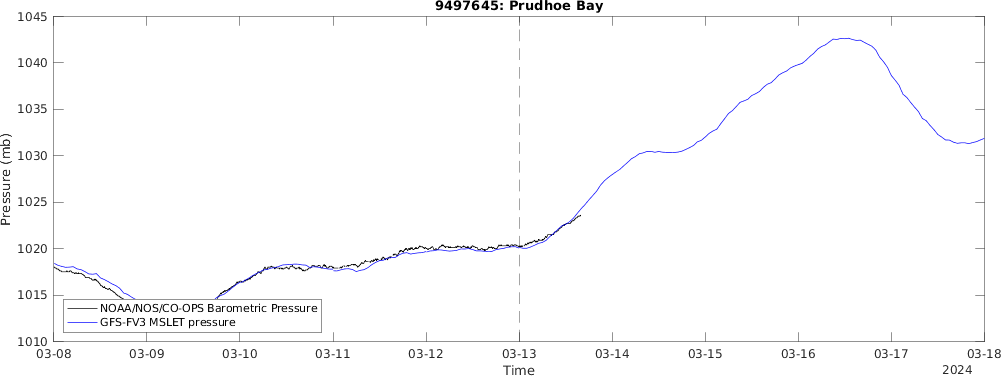 9497645: Prudhoe Bay
1045
1040
1035
1030
1025
1020
1015
1010
Pressure (mb)
NOAA/NOS/CO-OPS Barometric Pressure
GFS-FV3 MSLET pressure
03-08 03-09 03-10 03-11 03-12 03-13 03-14 03-15 03-16 03-17 03-18
Time
2024